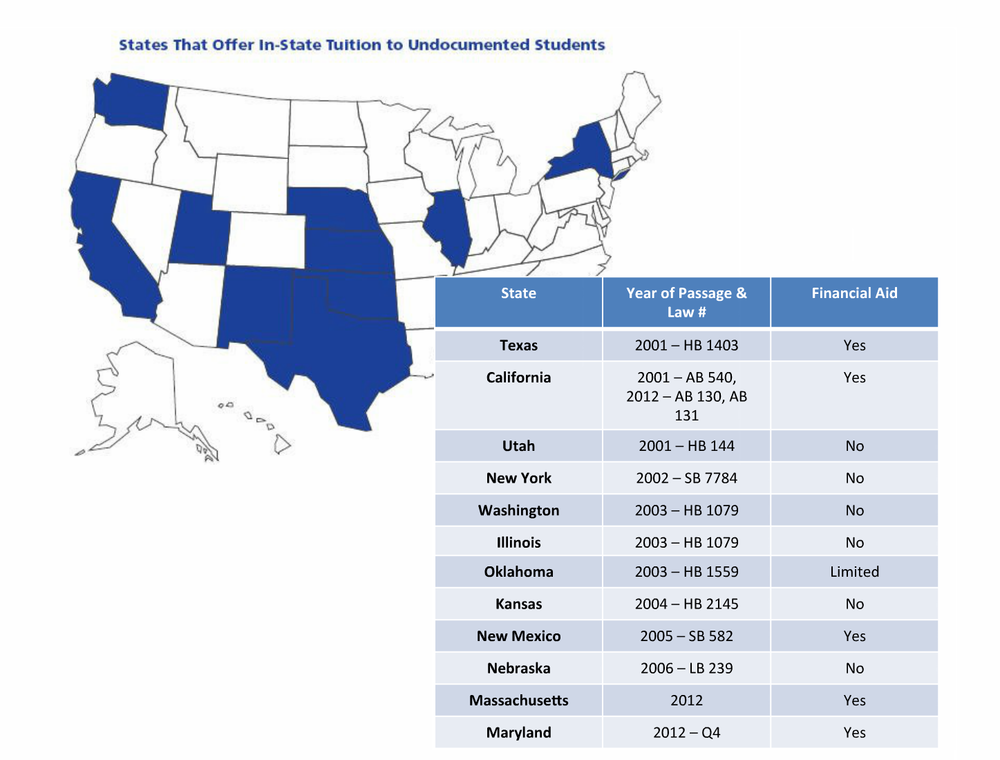 States That Offer In-State Tuition to Undocumented Students
State Year of Passage & Financial Aid
Law #
Texas 2001 – HB 1403 Yes
California 2001 – AB 540, Yes
2012 – AB 130, AB
131
Utah 2001 – HB 144 No
New York 2002 – SB 7784 No
Washington 2003 – HB 1079 No
Illinois 2003 – HB 1079 No
Oklahoma 2003 – HB 1559 Limited
Kansas 2004 – HB 2145 No
New Mexico 2005 – SB 582 Yes
Nebraska 2006 – LB 239 No
Massachusetts 2012 Yes
Maryland 2012 – Q4 Yes